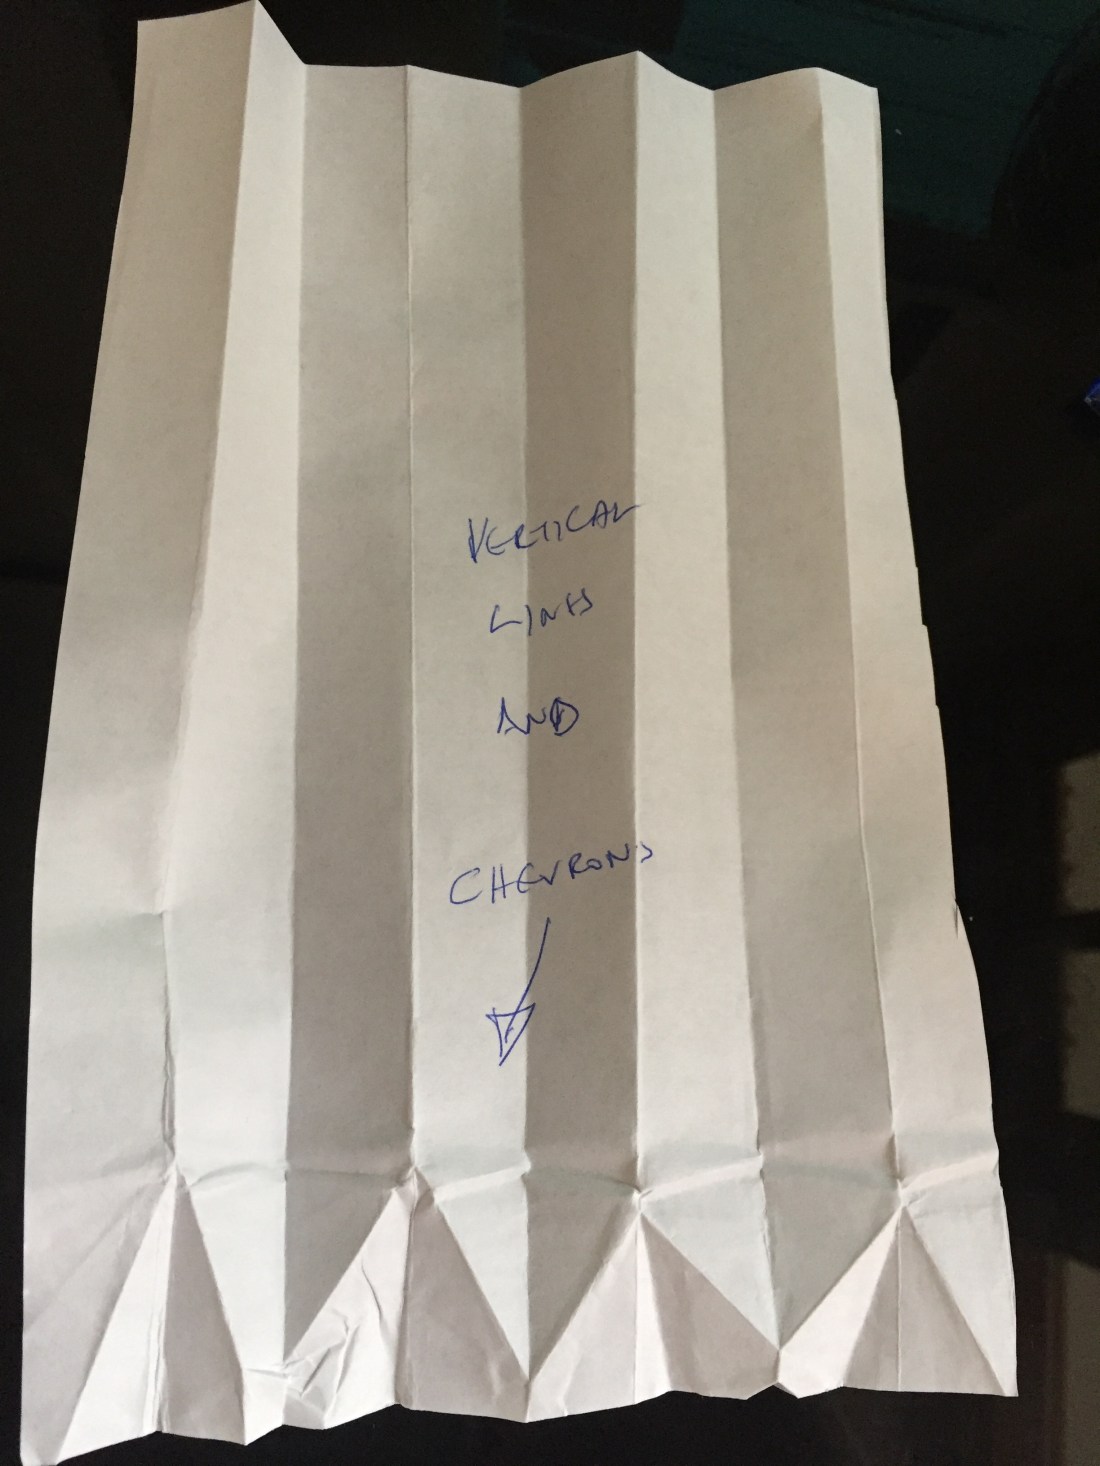 VERTICAL
LINES
AND
CHEVRONS